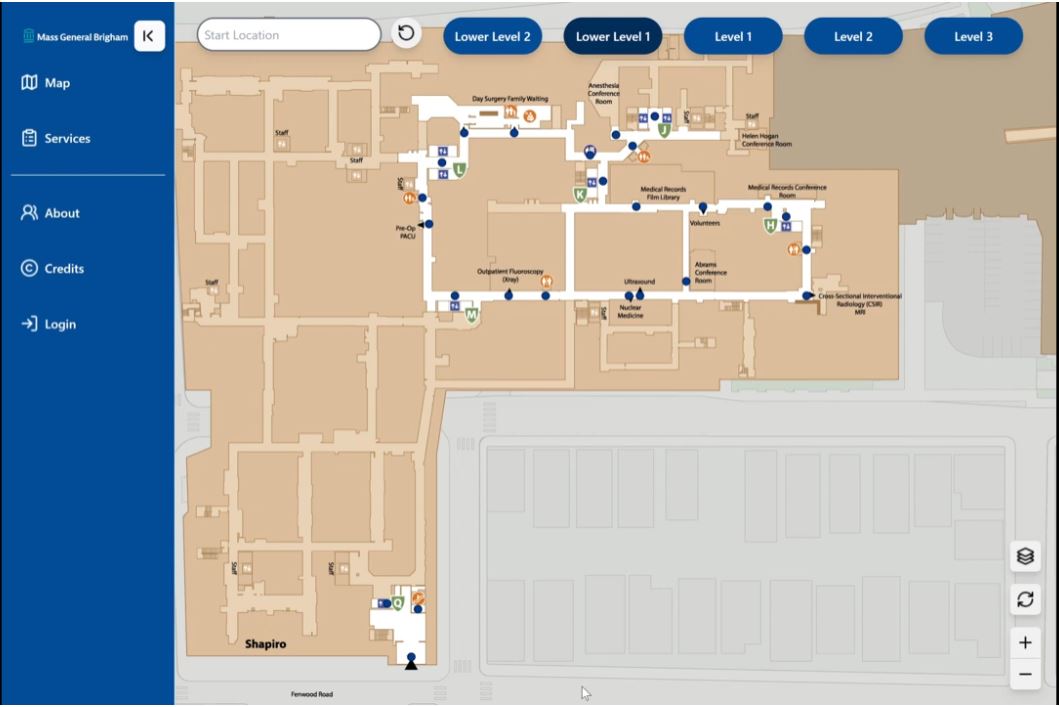 Mass General Brigham
Map
Services
About
Credits
Login
Start Location
Lower Level 2
Lower Level 1
Level 1
Level 2
Level 3
Anesthesia
Conference
Room
Day Surgery Family Waiting
Staff
Staff
Staff
Staff
Staff
Helen Hogan
Conference Room
J
L
K
Medical Records
Film Library
Medical Records Conference
Room
Volunteers
H
Pre-Op
PACU
Outpatient Fluoroscopy
(Xray)
Ultrasound
Abrams
Conference
Room
Staff
M
Nuclear
Medicine
Staff
Cross-Sectional Interventional
Radiology (CSIR)
MRI
Staff
Staff
Q
Shapiro
Fenwood Road